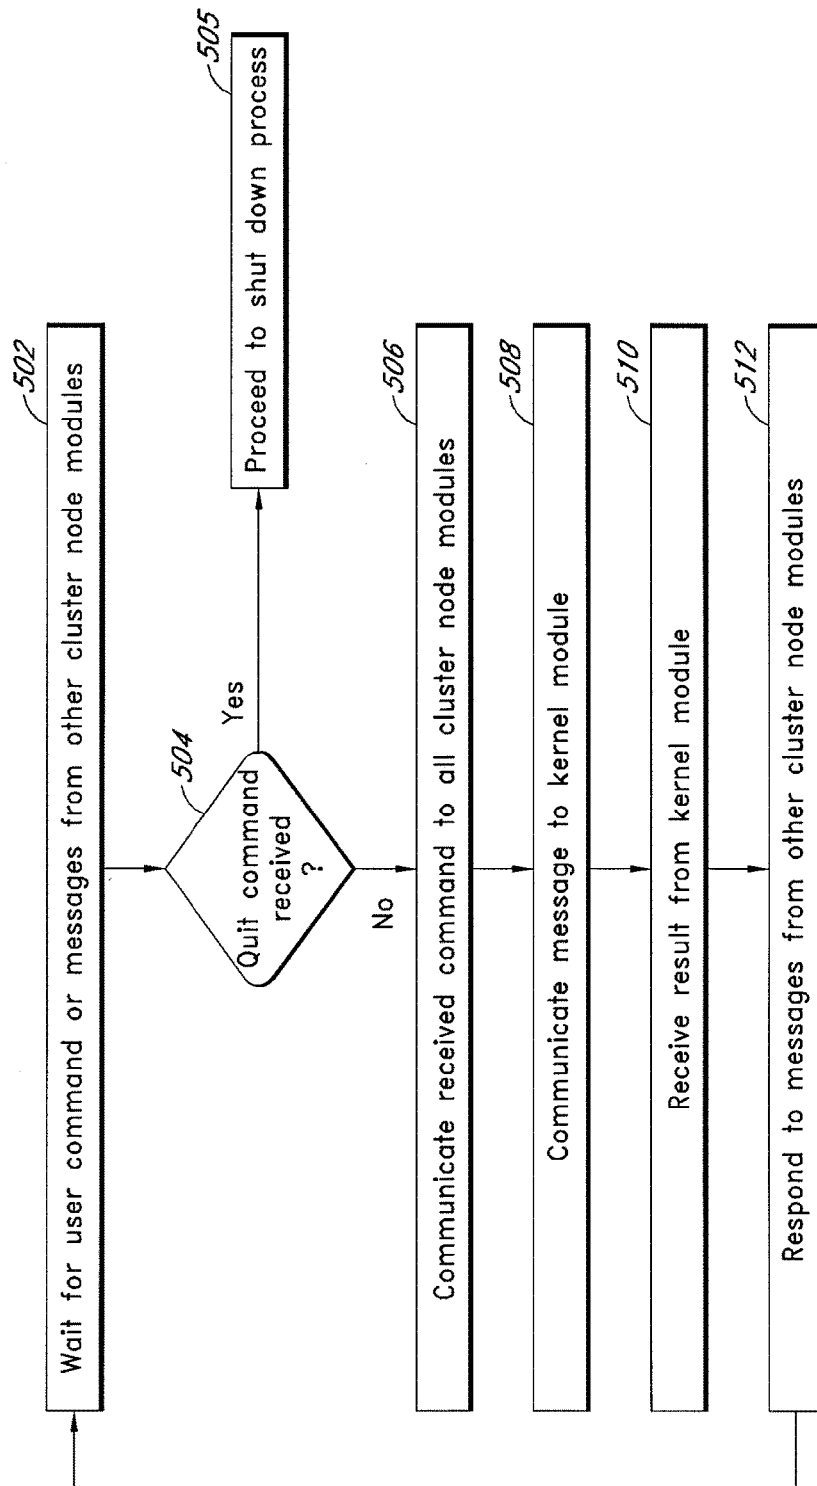 502
Wait for user command or messages from other cluster node modules
504
Quit command
received
?
Yes
505
Proceed to shut down process
No
506
Communicate received command to all cluster node modules
508
Communicate message to kernel module
510
Receive result from kernel module
512
Respond to messages from other cluster node modules